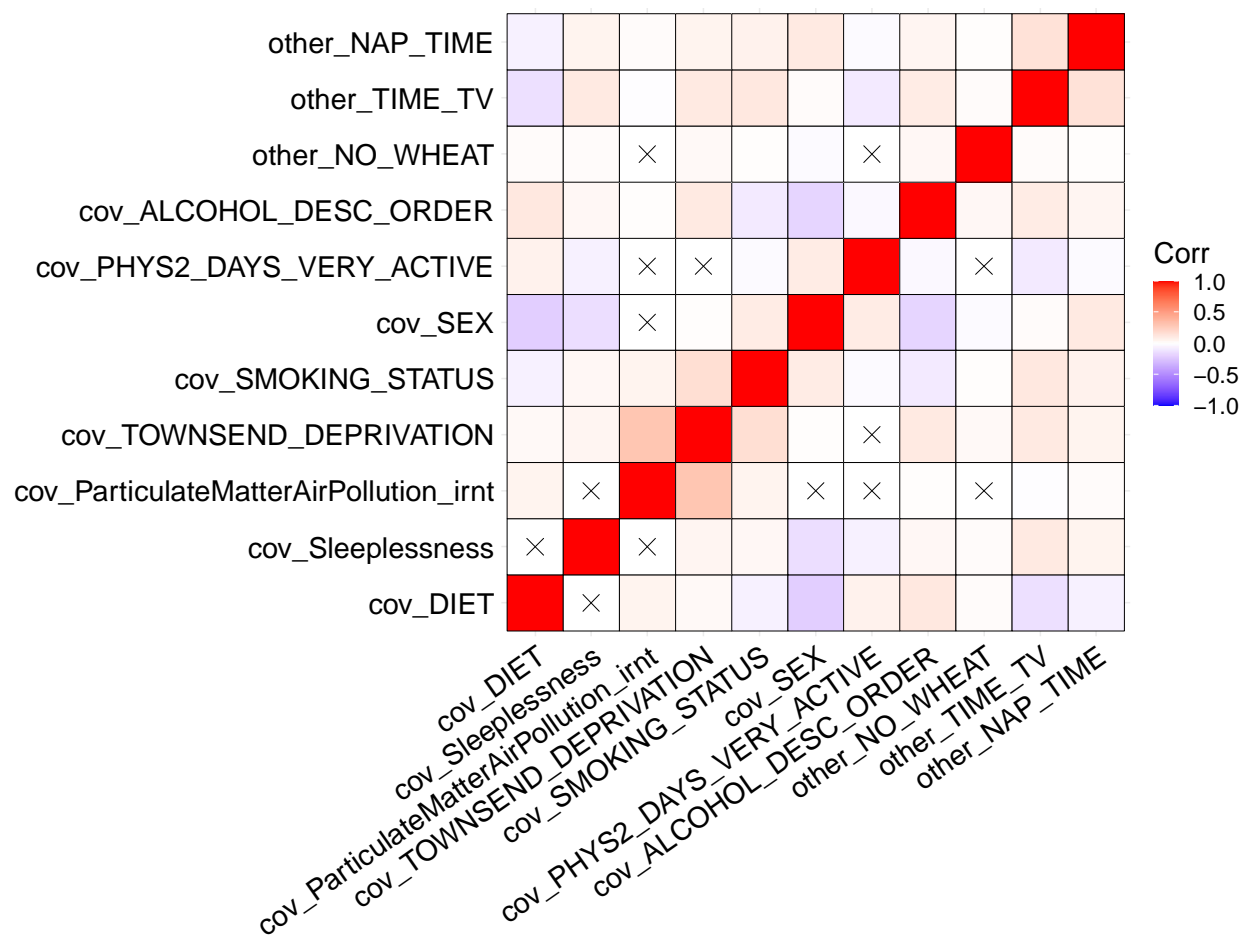 other_NAP_TIME
other_TIME_TV
other_NO_WHEAT
cov_ALCOHOL_DESC_ORDER
cov_PHYS2_DAYS_VERY_ACTIVE
cov_SEX
cov_SMOKING_STATUS
cov_TOWNSEND_DEPRIVATION
cov_ParticulateMatterAirPollution_irnt
cov_Sleeplessness
cov_DIET
cov_DIET
cov_Sleeplessness
cov_ParticulateMatterAirPollution_irnt
cov_TOWNSEND_DEPRIVATION
cov_SMOKING_STATUS
cov_SEX
cov_PHYS2_DAYS_VERY_ACTIVE
cov_ALCOHOL_DESC_ORDER
other_NO_WHEAT
other_TIME_TV
other_NAP_TIME
Corr
1.0
0.5
0.0
−0.5
−1.0